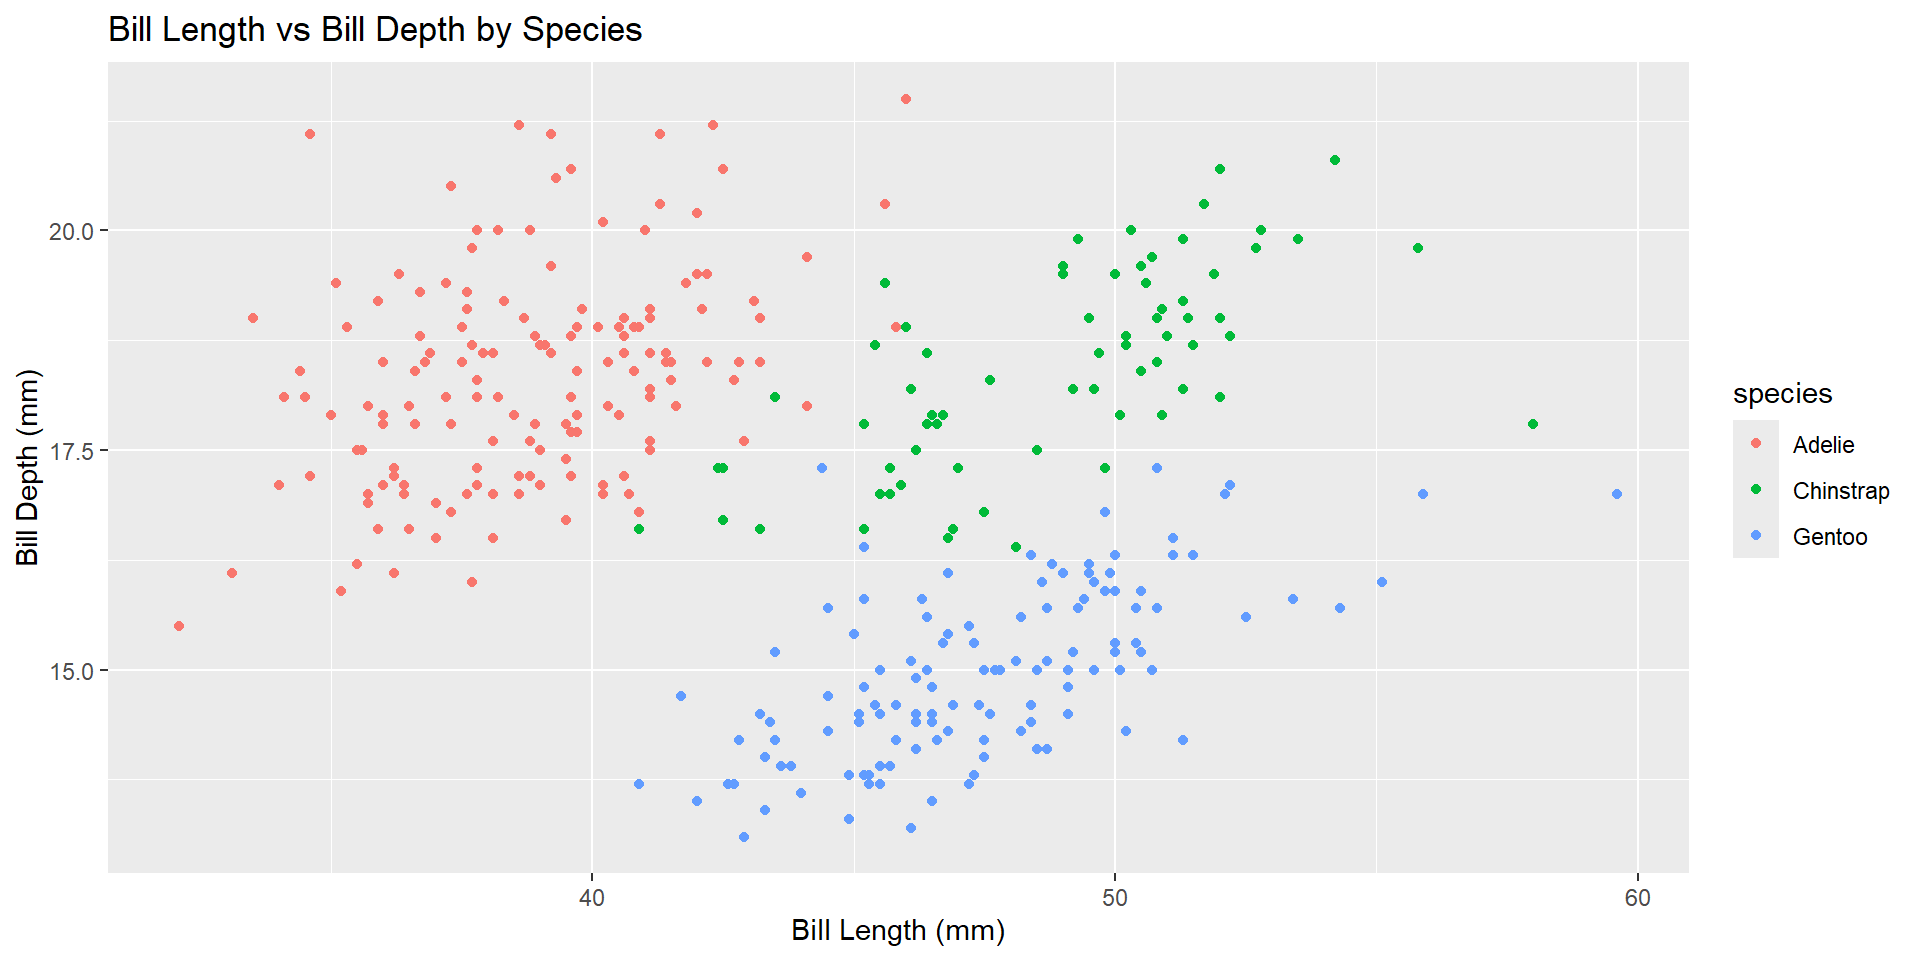 Bill Length vs Bill Depth by Species
Bill Depth (mm)
20.0
17.5
15.0
40
50
60
Bill Length (mm)
species
Adelie
Chinstrap
Gentoo